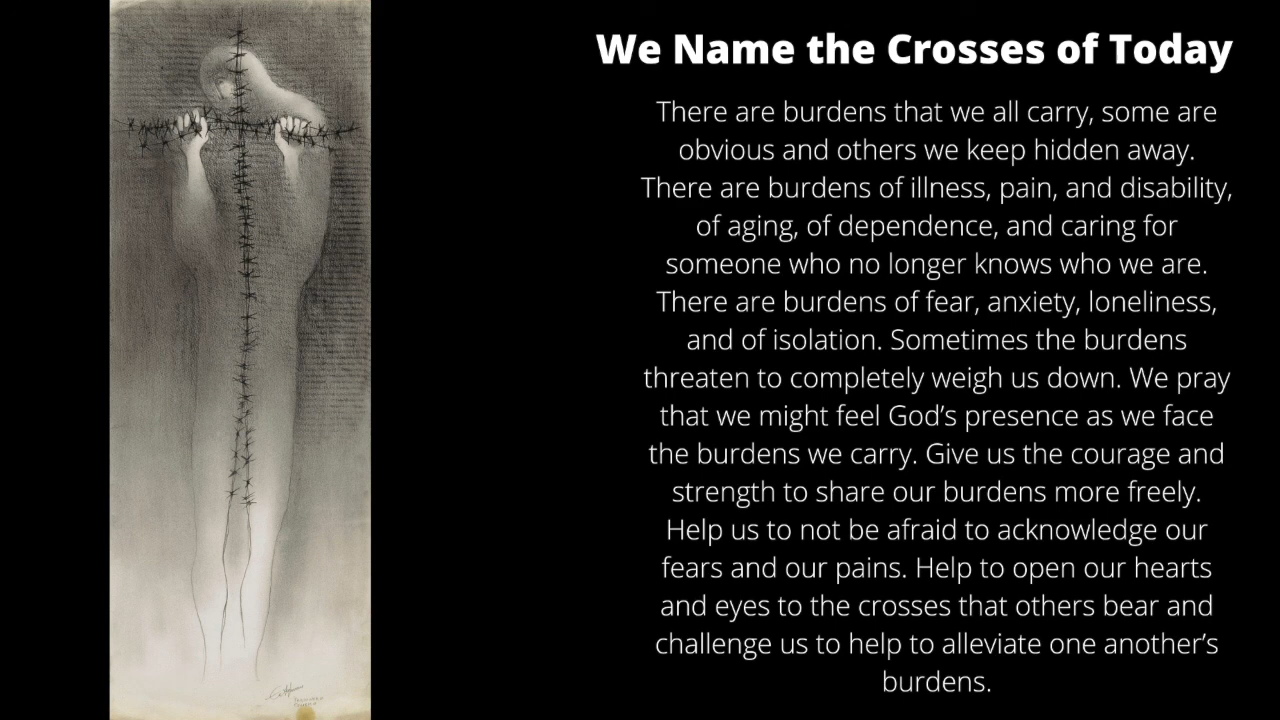 We Name the Crosses of Today
There are burdens that we all carry, some are
obvious and others we keep hidden away.
There are burdens of illness, pain, and disability,
of aging, of dependence, and caring for
someone who no longer knows who we are.
There are burdens of fear, anxiety, loneliness,
and of isolation. Sometimes the burdens
threaten to completely weigh us down. We pray
that we might feel God’s presence as we face
the burdens we carry. Give us the courage and
strength to share our burdens more freely.
Help us to not be afraid to acknowledge our
fears and our pains. Help to open our hearts
and eyes to the crosses that others bear and
challenge us to help to alleviate one another’s
burdens.